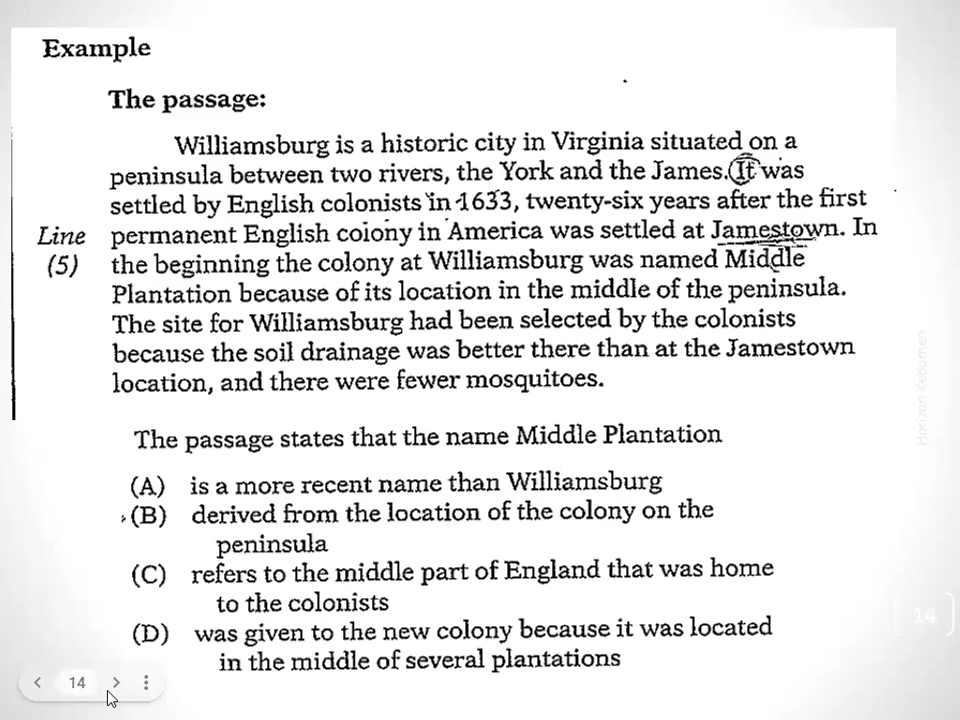 Example
The passage:
Williamsburg is a historic city in Virginia situated on a
peninsula between two rivers, the York and the James. It was
settled by English colonists in 1633, twenty-six years after the first
Line permanent English colony in America was settled at Jamestown. In
(5) the beginning the colony at Williamsburg was named Middle
Plantation because of its location in the middle of the peninsula.
The site for Williamsburg had been selected by the colonists
because the soil drainage was better there than at the Jamestown
location, and there were fewer mosquitoes.
The passage states that the name Middle Plantation
(A) is a more recent name than Williamsburg
(B) derived from the location of the colony on the
peninsula
(C) refers to the middle part of England that was home
to the colonists
(D) was given to the new colony because it was located
in the middle of several plantations
Horizon Kebumen
14
14